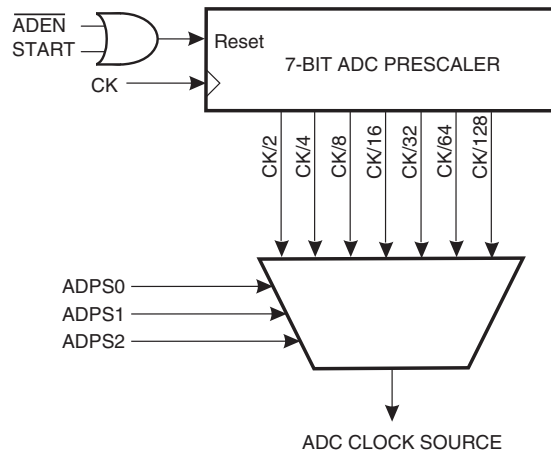 ADEN
START
Reset
7-BIT ADC PRESCALER
CK
CK/2
CK/4
CK/8
CK/16
CK/32
CK/64
CK/128
ADPS0
ADPS1
ADPS2
ADC CLOCK SOURCE